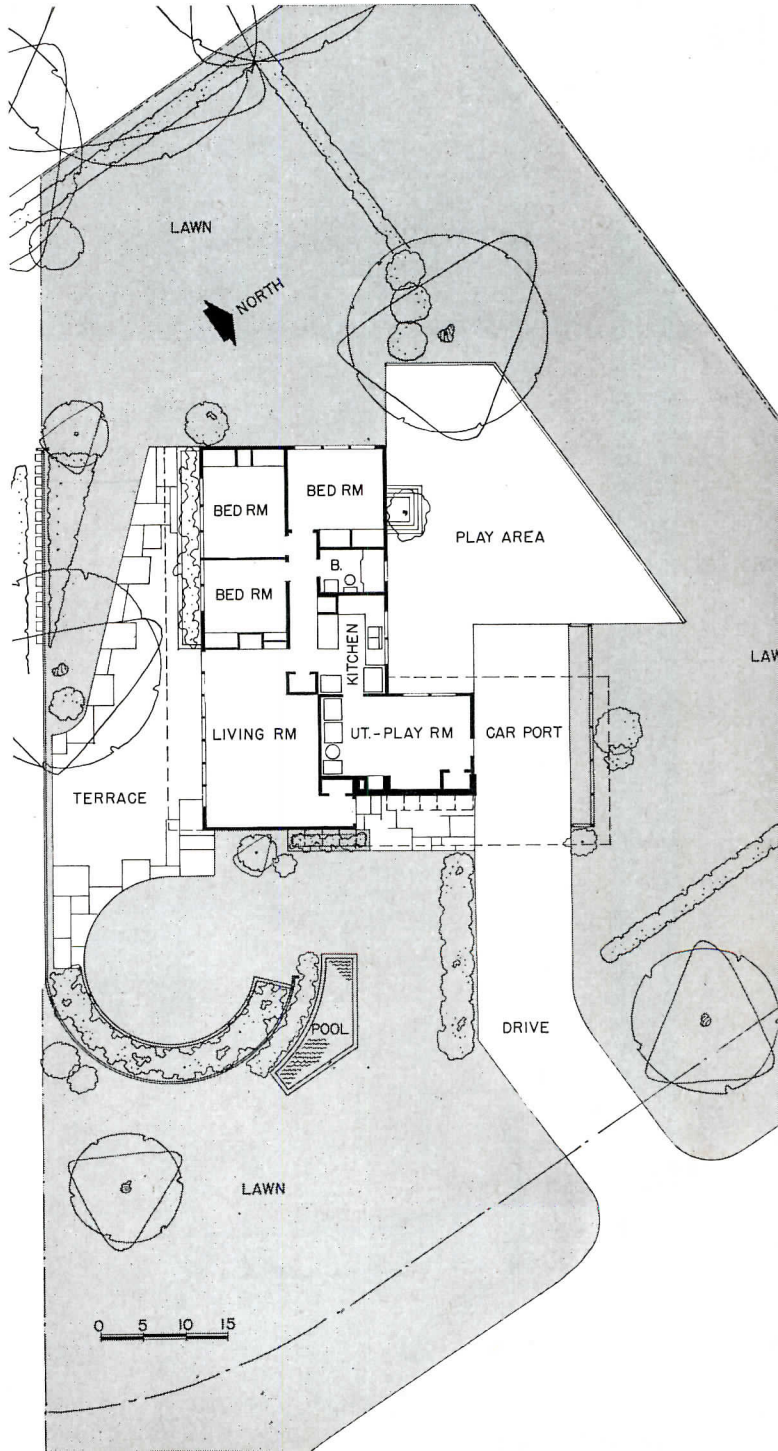 LAWN
NORTH
BED RM
BED RM
PLAY AREA
B.
BED RM
KITCHEN
LAW
LIVING RM
UT.-PLAY RM
CAR PORT
TERRACE
POOL
DRIVE
LAWN
0 5 10 15